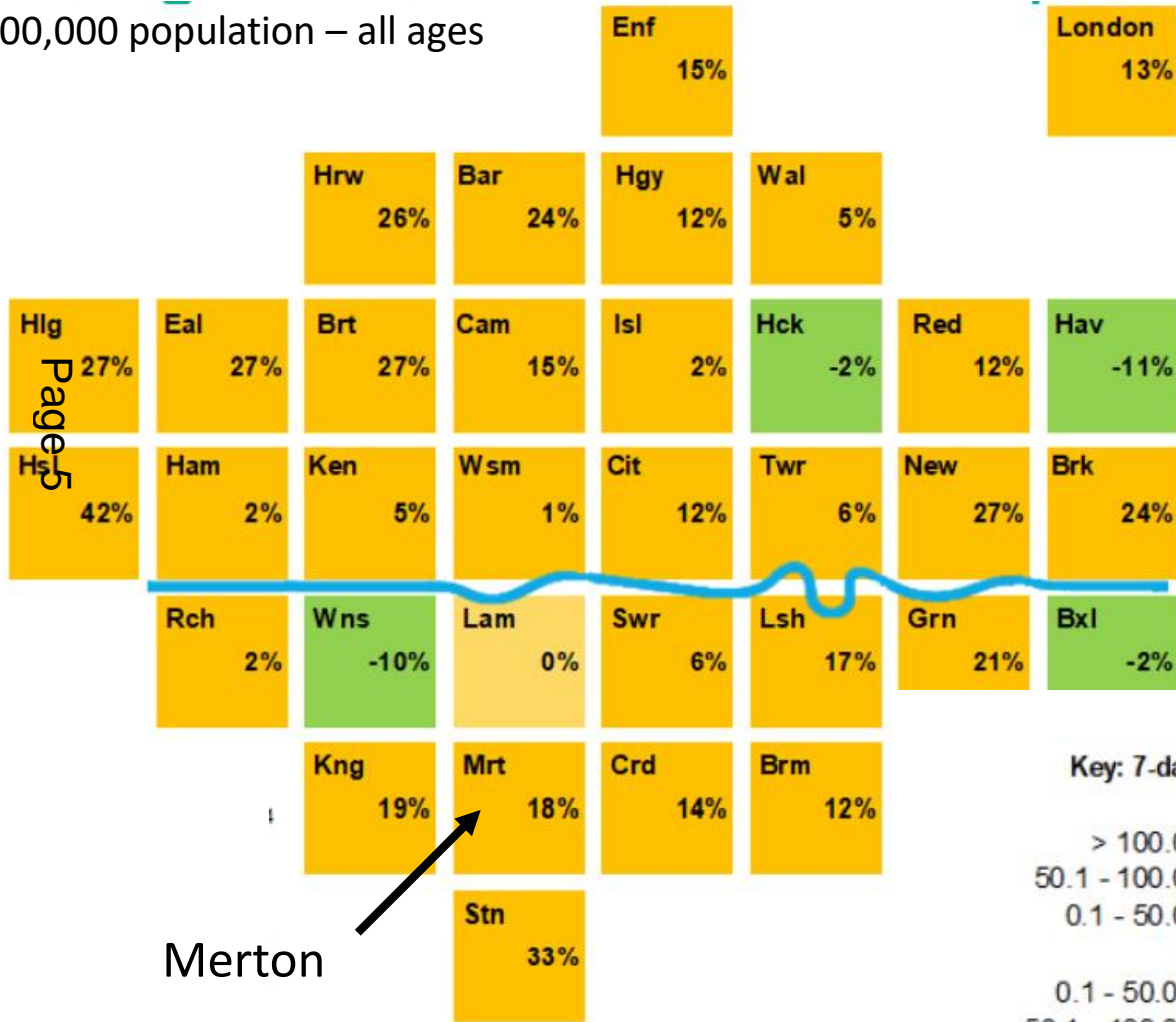 00,000 population – all ages
Enf
15%
London
13%
Hrw
26%
Bar
24%
Hgy
12%
Wal
5%
Hlg
27%
Eal
27%
Brt
27%
Cam
15%
Isl
2%
Hck
-2%
Red
12%
Hav
-11%
Page 5
Hsl
42%
Ham
2%
Ken
5%
Wsm
1%
Cit
12%
Twr
6%
New
27%
Brk
24%
Rch
2%
Wns
-10%
Lam
0%
Swr
6%
Lsh
17%
Grn
21%
Bxl
-2%
Kng
19%
Mrt
18%
Crd
14%
Brm
12%
Key: 7-da
> 100.0
50.1 - 100.0
0.1 - 50.0
Stn
33%
Merton
0.1 - 50.0